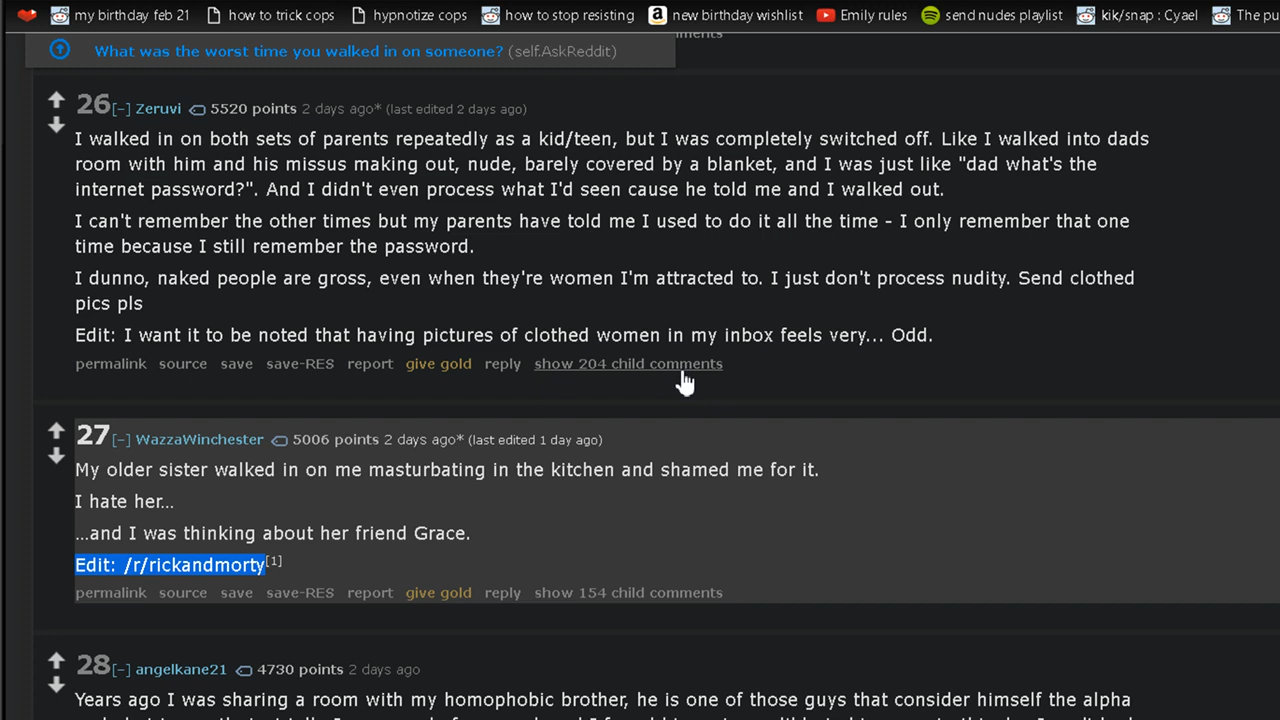 my birthday feb 21 how to trick cops hypnotize cops how to stop resisting new birthday wishlist Emily rules send nudes playlist kik/snap : Cyael The pu
What was the worst time you walked in on someone? (self.AskReddit)
26 [–] Zeruvi 5520 points 2 days ago* (last edited 2 days ago)
I walked in on both sets of parents repeatedly as a kid/teen, but I was completely switched off. Like I walked into dads
room with him and his missus making out, nude, barely covered by a blanket, and I was just like "dad what's the
internet password?". And I didn't even process what I'd seen cause he told me and I walked out.
I can't remember the other times but my parents have told me I used to do it all the time - I only remember that one
time because I still remember the password.
I dunno, naked people are gross, even when they're women I'm attracted to. I just don't process nudity. Send clothed
pics pls
Edit: I want it to be noted that having pictures of clothed women in my inbox feels very... Odd.
permalink source save save-RES report give gold reply show 204 child comments
27 [–] WazzaWinchester 5006 points 2 days ago* (last edited 1 day ago)
My older sister walked in on me masturbating in the kitchen and shamed me for it.
I hate her...
...and I was thinking about her friend Grace.
Edit: /r/rickandmorty[1]
permalink source save save-RES report give gold reply show 154 child comments
28 [–] angelkane21 4730 points 2 days ago
Years ago I was sharing a room with my homophobic brother, he is one of those guys that consider himself the alpha